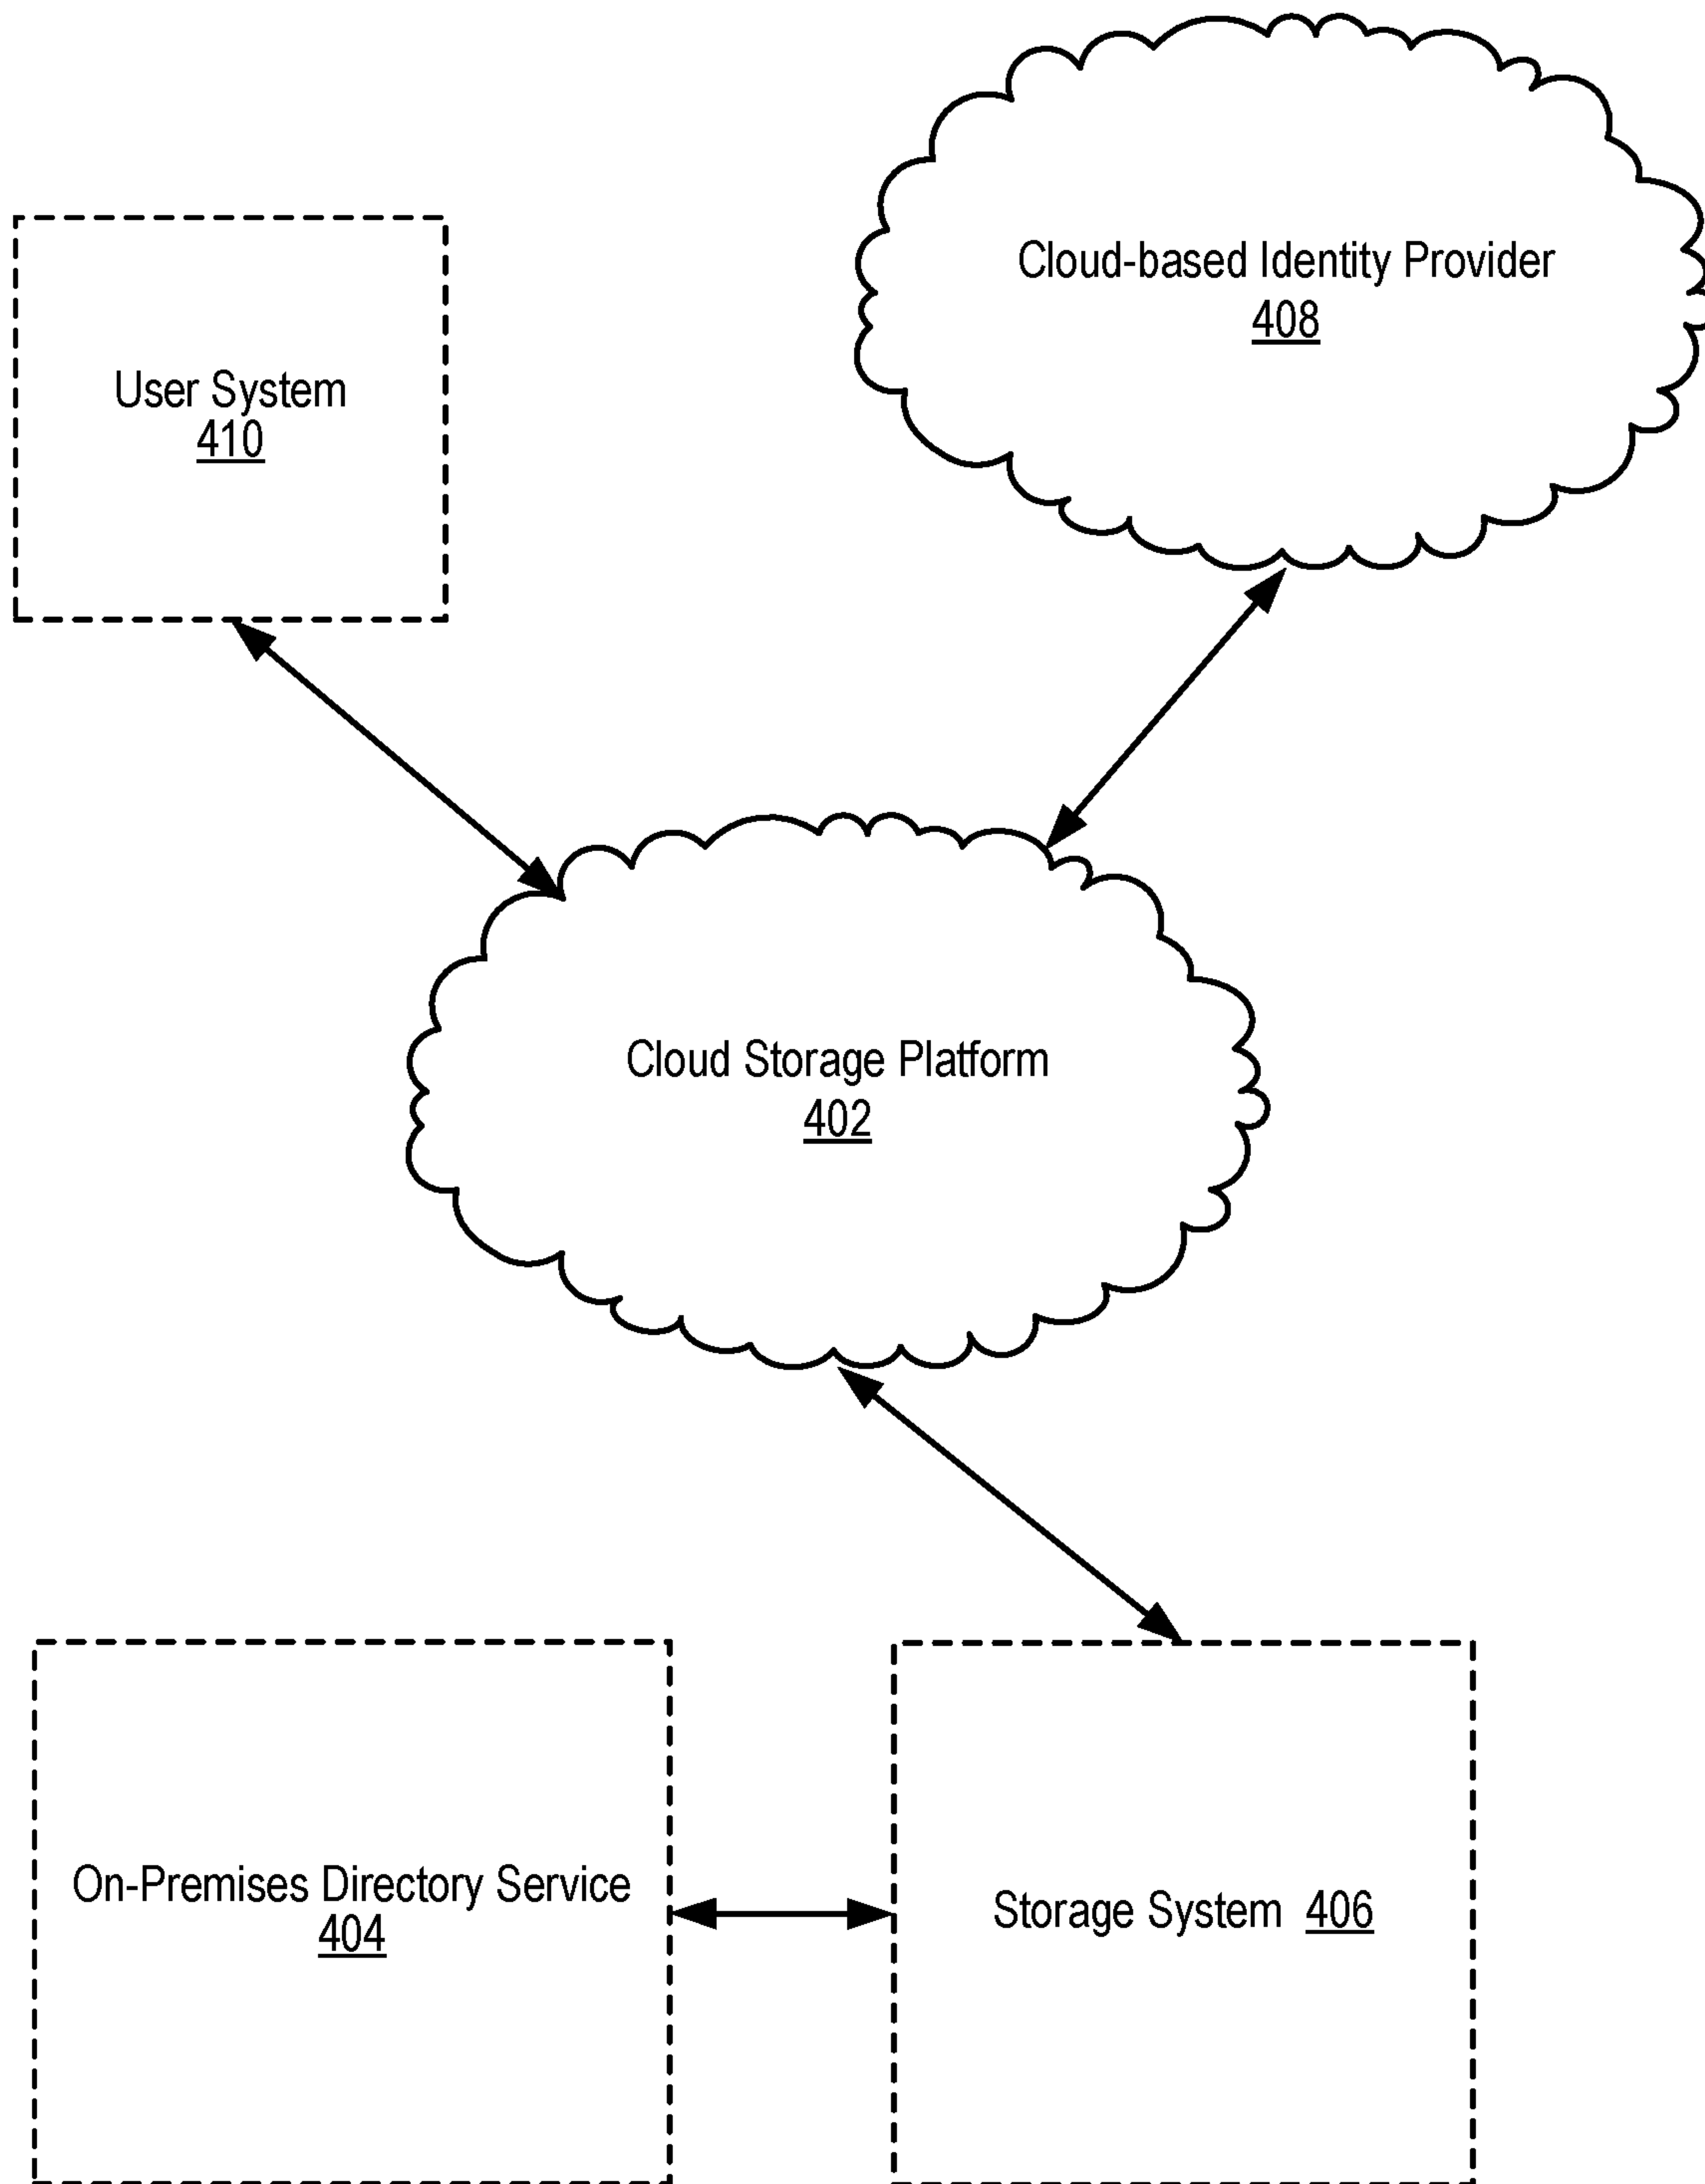 Cloud-based Identity Provider
408
User System
410
Cloud Storage Platform
402
On-Premises Directory Service
404
Storage System 406